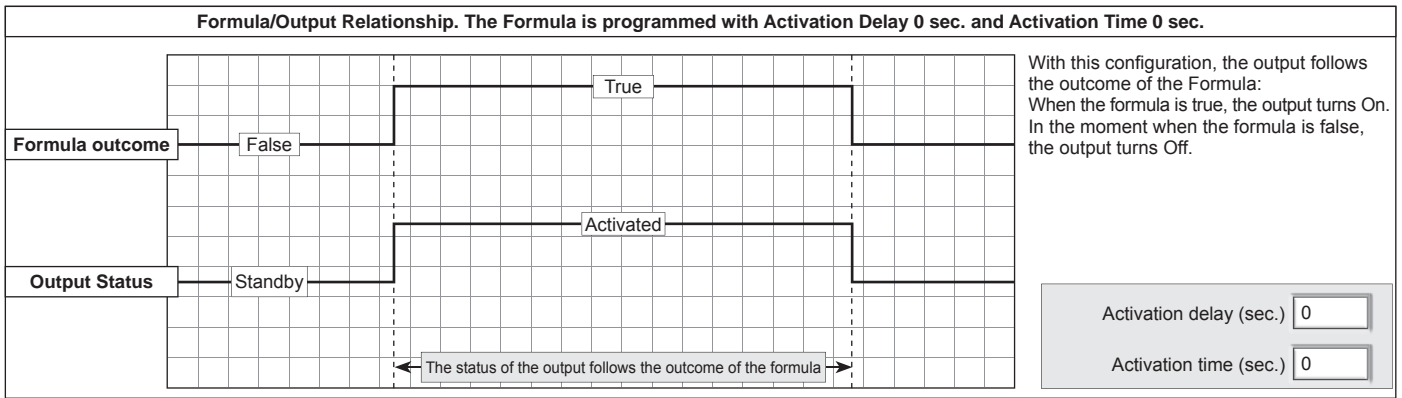 Formula/Output Relationship. The Formula is programmed with Activation Delay 0 sec. and Activation Time 0 sec.
With this configuration, the output follows
the outcome of the Formula:
When the formula is true, the output turns On.
In the moment when the formula is false,
the output turns Off.
True
Formula outcome
False
Activated
Output Status
Standby
The status of the output follows the outcome of the formula
Activation delay (sec.) 0
Activation time (sec.) 0